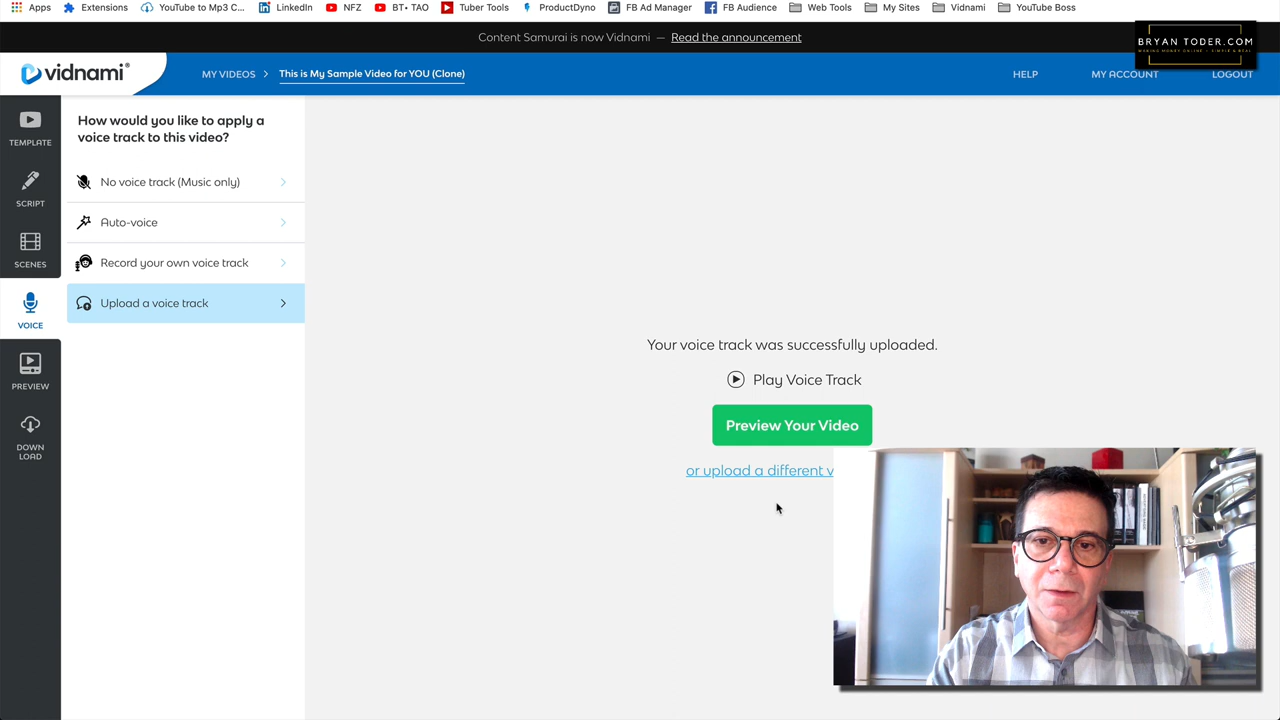 Apps Extensions YouTube to Mp3 C... LinkedIn NFZ BT• TAO Tuber Tools ProductDyno FB Ad Manager FB Audience Web Tools My Sites Vidnami YouTube Boss
Content Samurai is now Vidnami — Read the announcement
BRYAN TODER.COM
MAKING MONEY ONLINE • SIMPLE & REAL
vidnami®
MY VIDEOS > This is My Sample Video for YOU (Clone)
HELP MY ACCOUNT LOGOUT
TEMPLATE
SCRIPT
SCENES
VOICE
PREVIEW
DOWN
LOAD
How would you like to apply a
voice track to this video?
No voice track (Music only)
Auto-voice
Record your own voice track
Upload a voice track
Your voice track was successfully uploaded.
Play Voice Track
Preview Your Video
or upload a different v